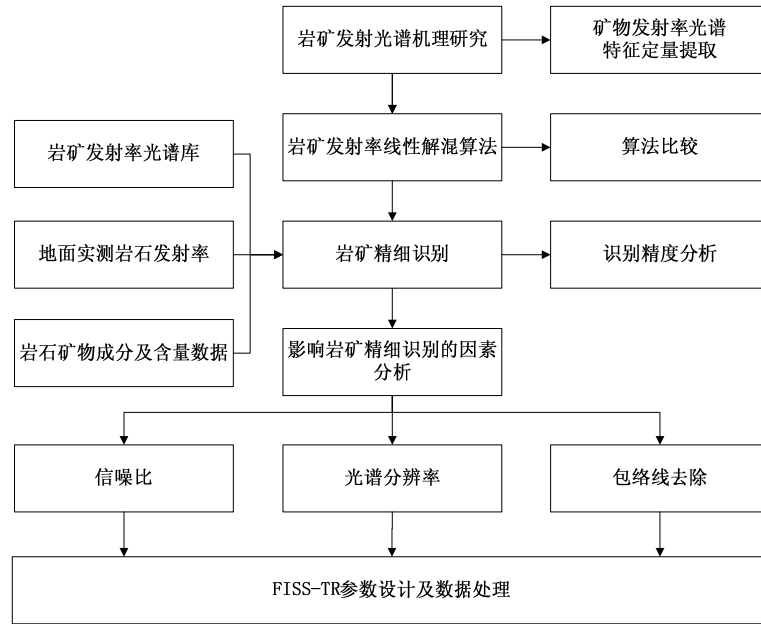 岩矿发射光谱机理研究
矿物发射率光谱
特征定量提取
岩矿发射率光谱库
岩矿发射率线性解混算法
算法比较
地面实测岩石发射率
岩矿精细识别
识别精度分析
岩石矿物成分及含量数据
影响岩矿精细识别的因素
分析
信噪比
光谱分辨率
包络线去除
FISS-TR参数设计及数据处理